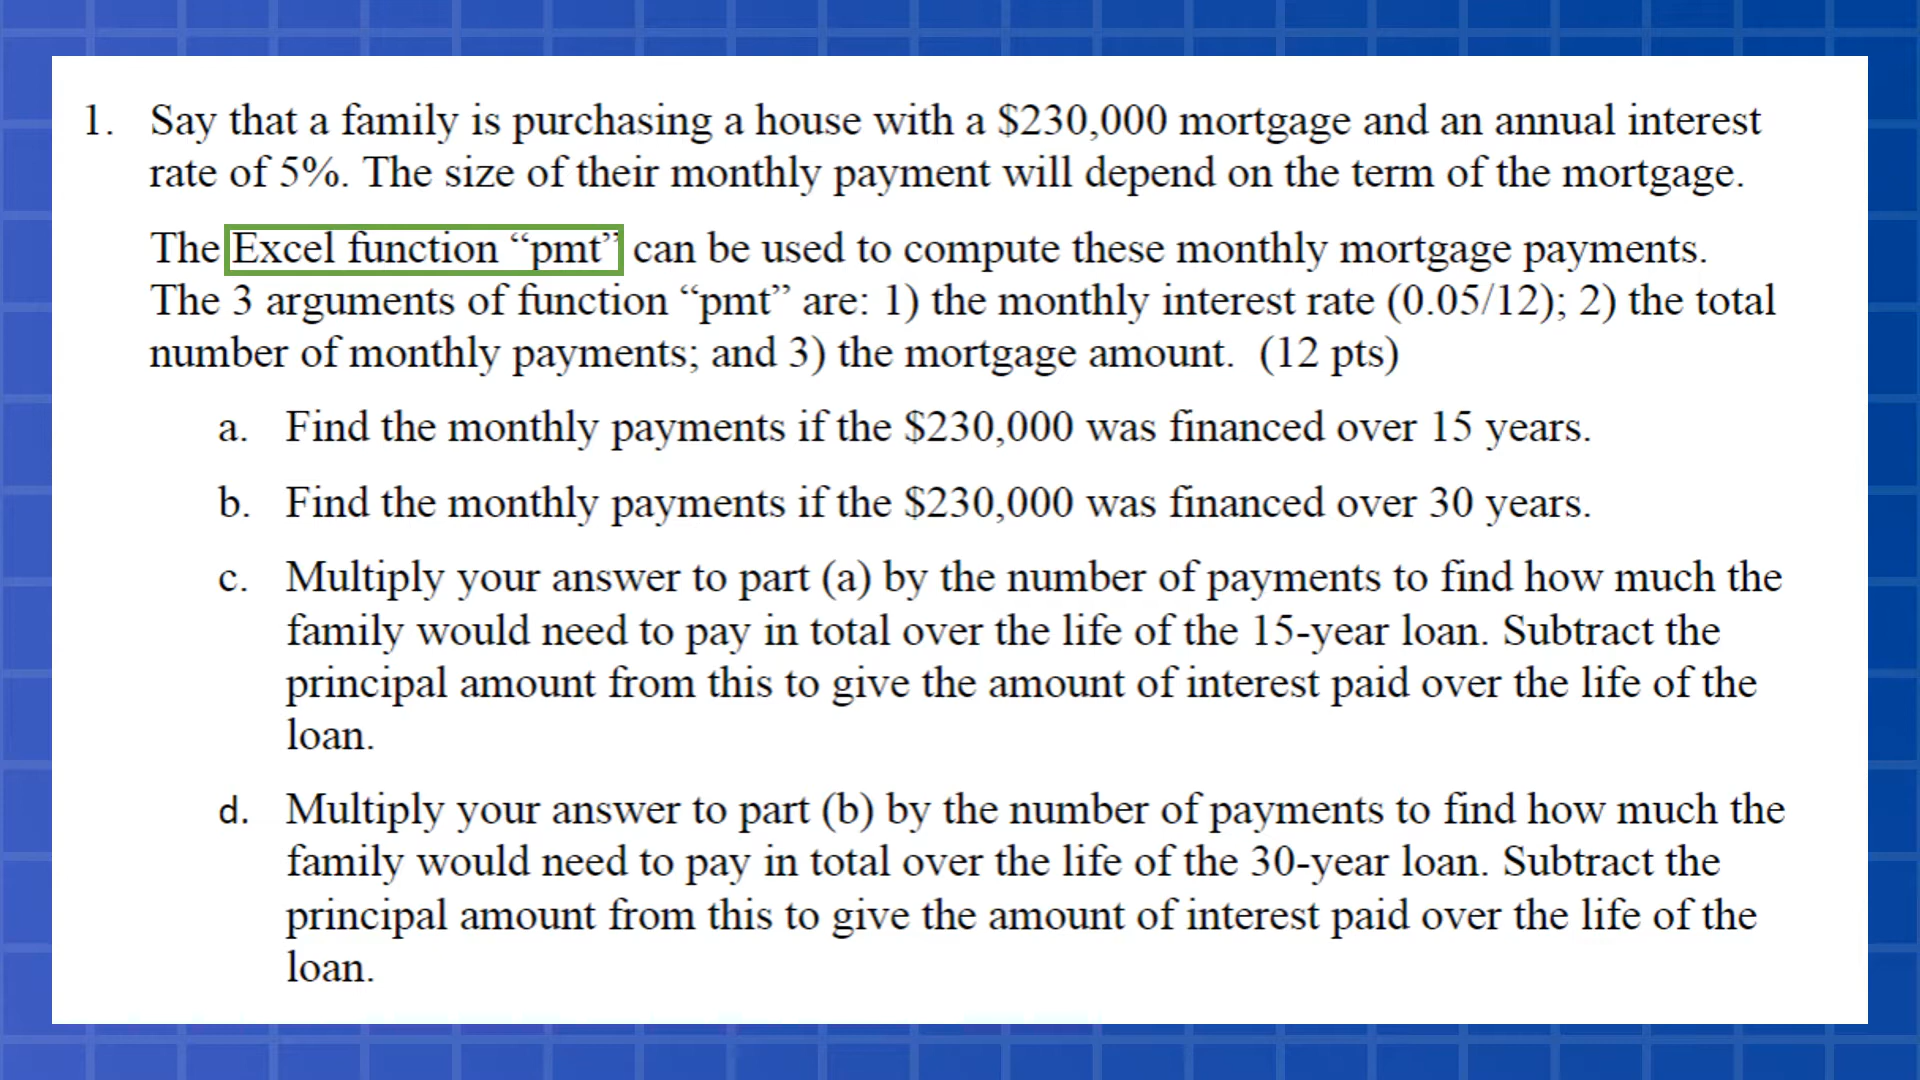 1. Say that a family is purchasing a house with a $230,000 mortgage and an annual interest
rate of 5%. The size of their monthly payment will depend on the term of the mortgage.
The Excel function “pmt” can be used to compute these monthly mortgage payments.
The 3 arguments of function “pmt” are: 1) the monthly interest rate (0.05/12); 2) the total
number of monthly payments; and 3) the mortgage amount. (12 pts)
a. Find the monthly payments if the $230,000 was financed over 15 years.
b. Find the monthly payments if the $230,000 was financed over 30 years.
c. Multiply your answer to part (a) by the number of payments to find how much the
family would need to pay in total over the life of the 15-year loan. Subtract the
principal amount from this to give the amount of interest paid over the life of the
loan.
d. Multiply your answer to part (b) by the number of payments to find how much the
family would need to pay in total over the life of the 30-year loan. Subtract the
principal amount from this to give the amount of interest paid over the life of the
loan.